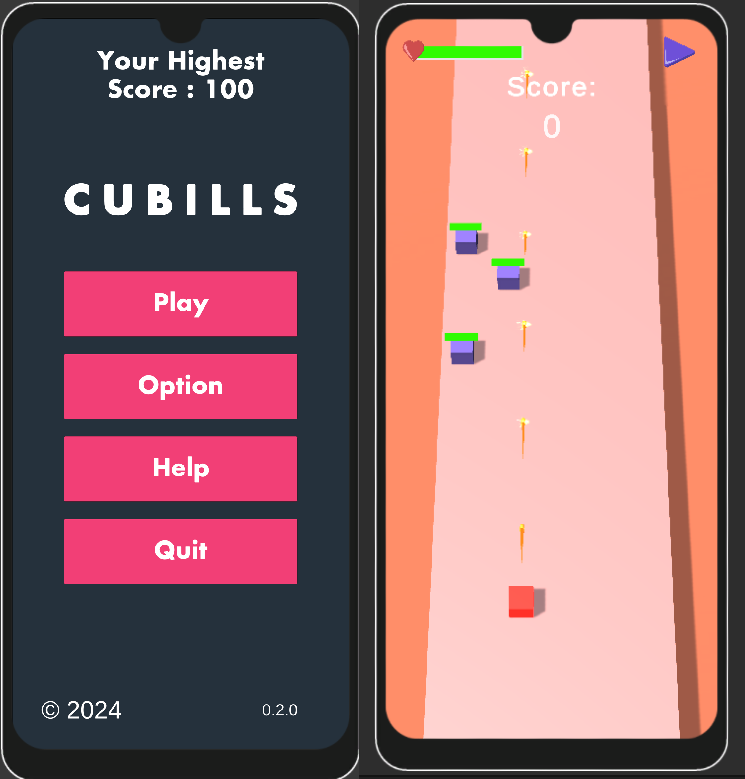 Your Highest
Score : 100
CUBILLS
Play
Option
Help
Quit
© 2024
0.2.0
Score:
0